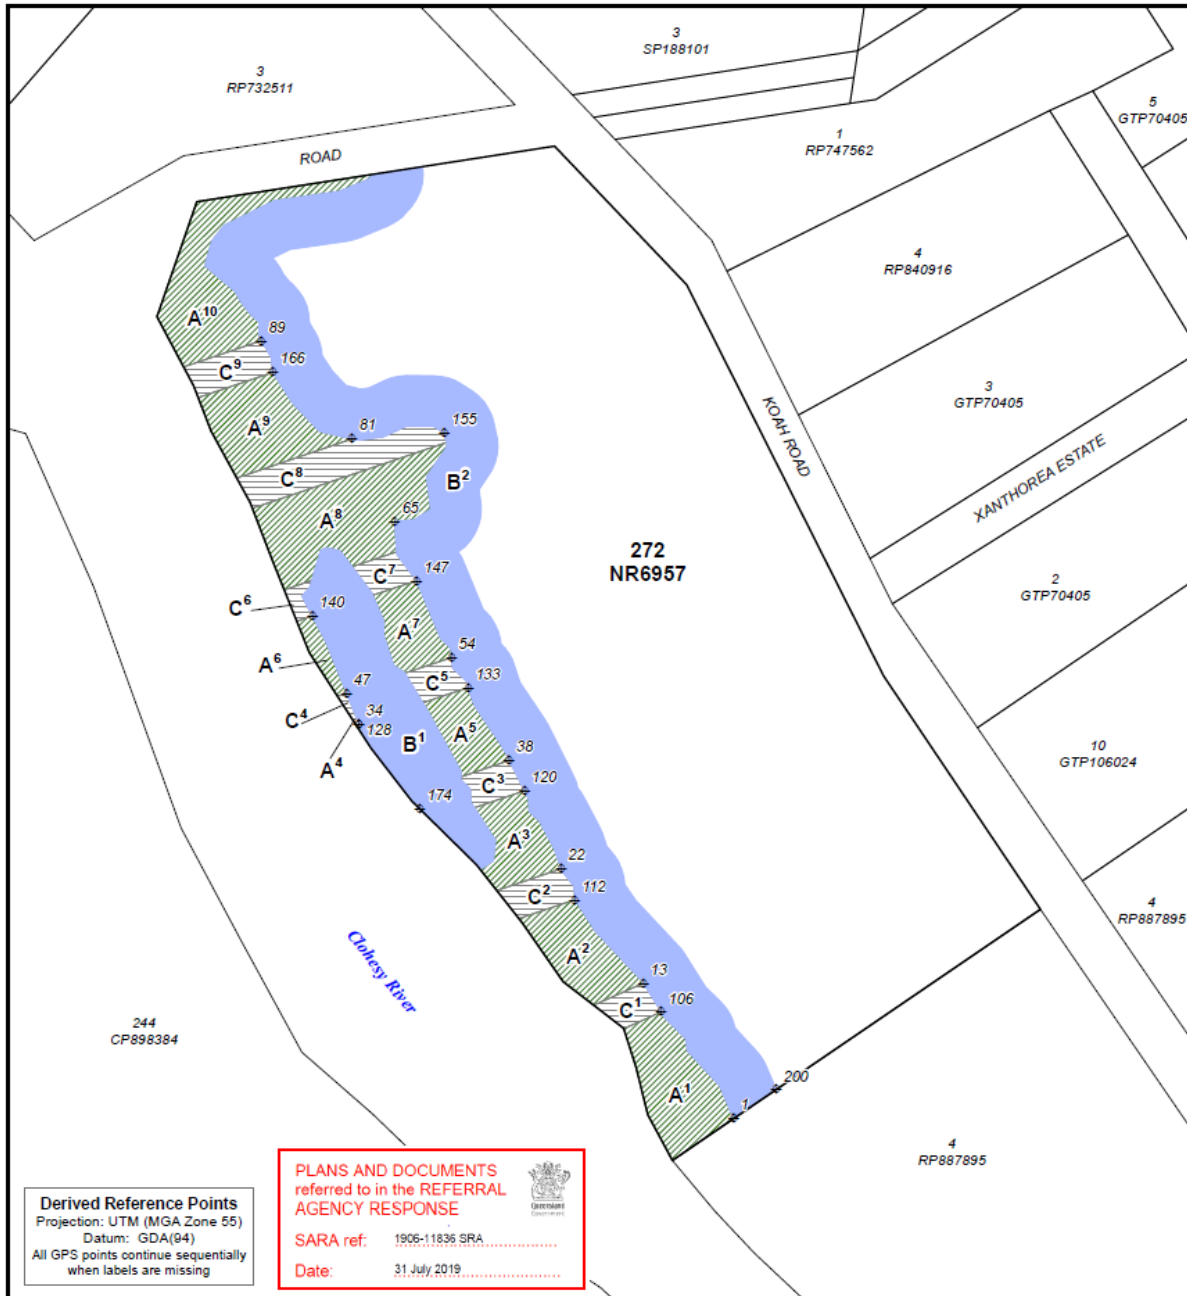 3
SP188101
3
RP732511
5
GTP70405
1
RP747562
ROAD
4
RP840916
A10
89
C9
166
3
GTP70405
KOAH ROAD
A9
81
155
XANTHOREA ESTATE
C8
B2
A8
65
272
NR6957
C7
147
2
GTP70405
C6
140
A7
A6
54
C5
133
47
C4
34
128
B1
A5
A4
38
10
GTP106024
C3
120
174
A3
22
C2
112
4
RP887895
A2
Clohesy River
13
C1
106
244
CP898384
200
A1
1
4
RP887895
Derived Reference Points
Projection: UTM (MGA Zone 55)
Datum: GDA(94)
All GPS points continue sequentially
when labels are missing
PLANS AND DOCUMENTS
referred to in the REFERRAL
AGENCY RESPONSE
Queensland
Government
SARA ref: 1906-11836 SRA
Date: 31 July 2019